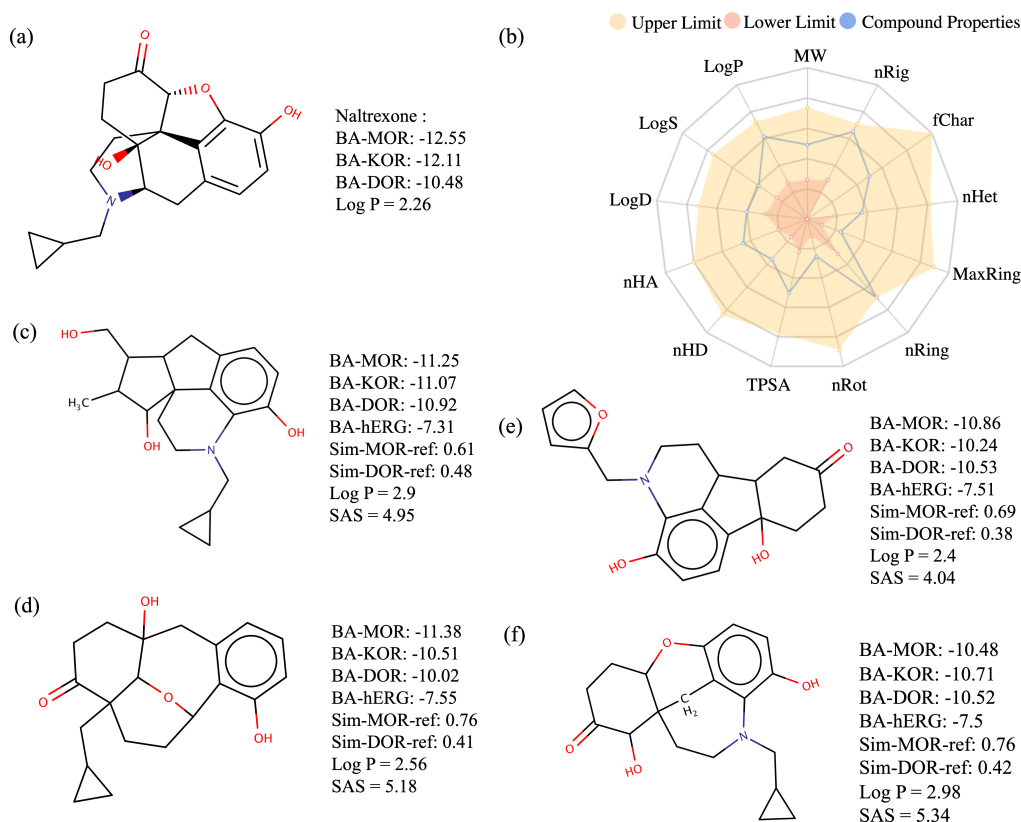 (a)
O
O
OH
HO
N
Naltrexone :
BA-MOR: -12.55
BA-KOR: -12.11
BA-DOR: -10.48
Log P = 2.26
(b)
Upper Limit
Lower Limit
Compound Properties
MW
nRig
fChar
nHet
MaxRing
nRing
nRot
TPSA
nHD
nHA
LogD
LogS
LogP
(c)
HO
H3C
OH
N
OH
BA-MOR: -11.25
BA-KOR: -11.07
BA-DOR: -10.92
BA-hERG: -7.31
Sim-MOR-ref: 0.61
Sim-DOR-ref: 0.48
Log P = 2.9
SAS = 4.95
(e)
O
N
O
HO
HO
BA-MOR: -10.86
BA-KOR: -10.24
BA-DOR: -10.53
BA-hERG: -7.51
Sim-MOR-ref: 0.69
Sim-DOR-ref: 0.38
Log P = 2.4
SAS = 4.04
(d)
OH
O
O
OH
BA-MOR: -11.38
BA-KOR: -10.51
BA-DOR: -10.02
BA-hERG: -7.55
Sim-MOR-ref: 0.76
Sim-DOR-ref: 0.41
Log P = 2.56
SAS = 5.18
(f)
O
OH
CH2
N
O
HO
BA-MOR: -10.48
BA-KOR: -10.71
BA-DOR: -10.52
BA-hERG: -7.5
Sim-MOR-ref: 0.76
Sim-DOR-ref: 0.42
Log P = 2.98
SAS = 5.34